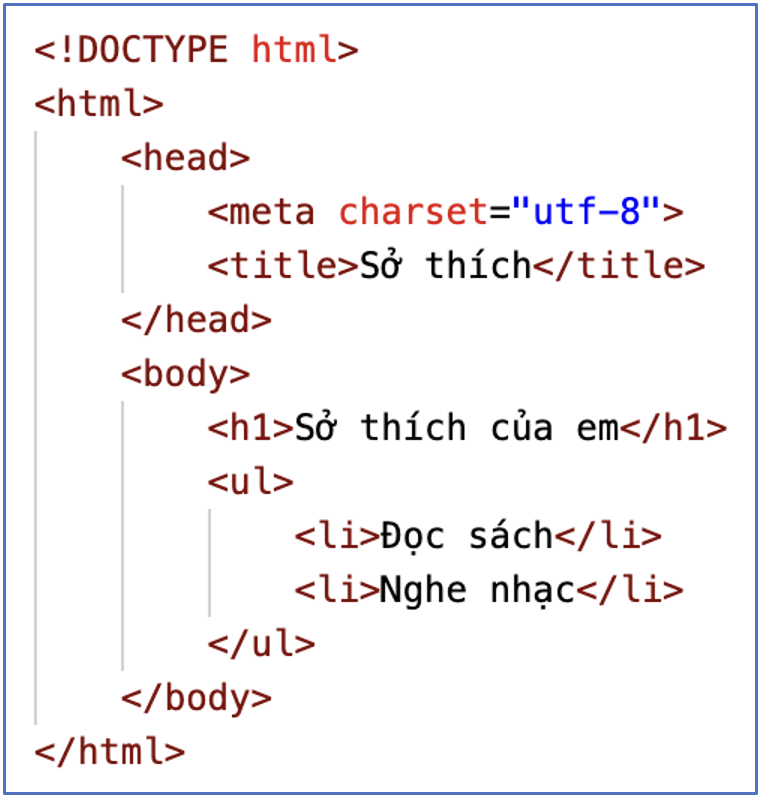 <!DOCTYPE html>
<html>
<head>
<meta charset="utf-8">
<title>Sở thích</title>
</head>
<body>
<h1>Sở thích của em</h1>
<ul>
<li>Đọc sách</li>
<li>Nghe nhạc</li>
</ul>
</body>
</html>